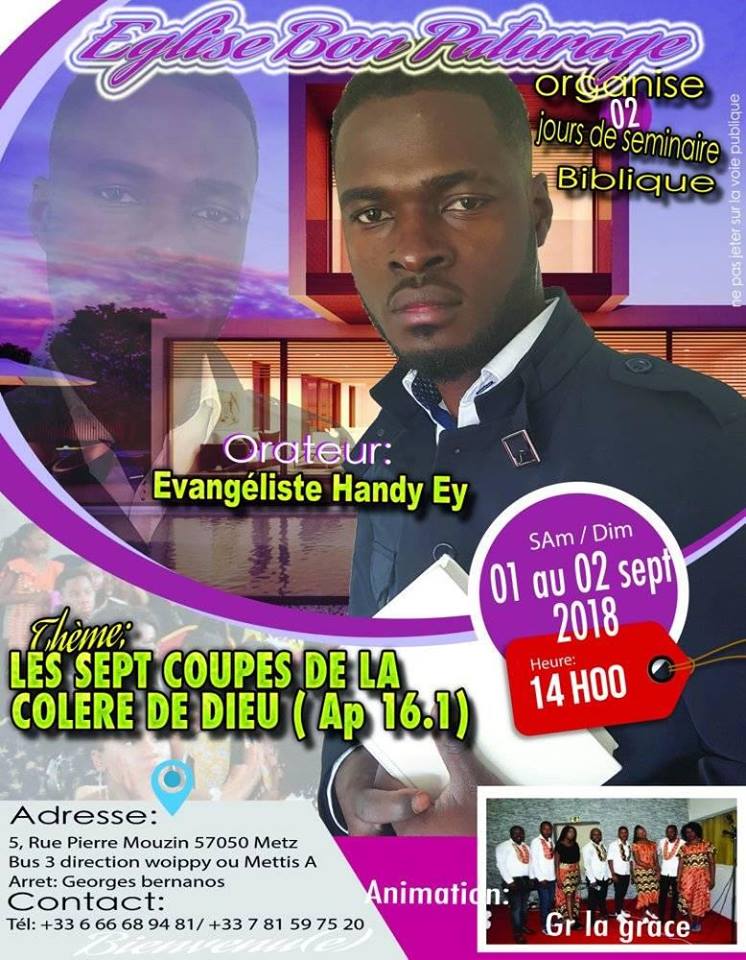 Eglise Bon Paturage
organise
02
jours de seminaire
Biblique
ne pas jeter sur la voie publique
Orateur:
Evangéliste Handy Ey
SAm / Dim
01 au 02 sept
2018
Heure:
14 H00
Thème;
LES SEPT COUPES DE LA
COLERE DE DIEU ( Ap 16.1)
Adresse:
5, Rue Pierre Mouzin 57050 Metz
Bus 3 direction woippy ou Mettis A
Arret: Georges bernanos
Contact:
Tél: +33 6 66 68 94 81/ +33 7 81 59 75 20
Bienvenu(e)
Animation:
Gr la gràce